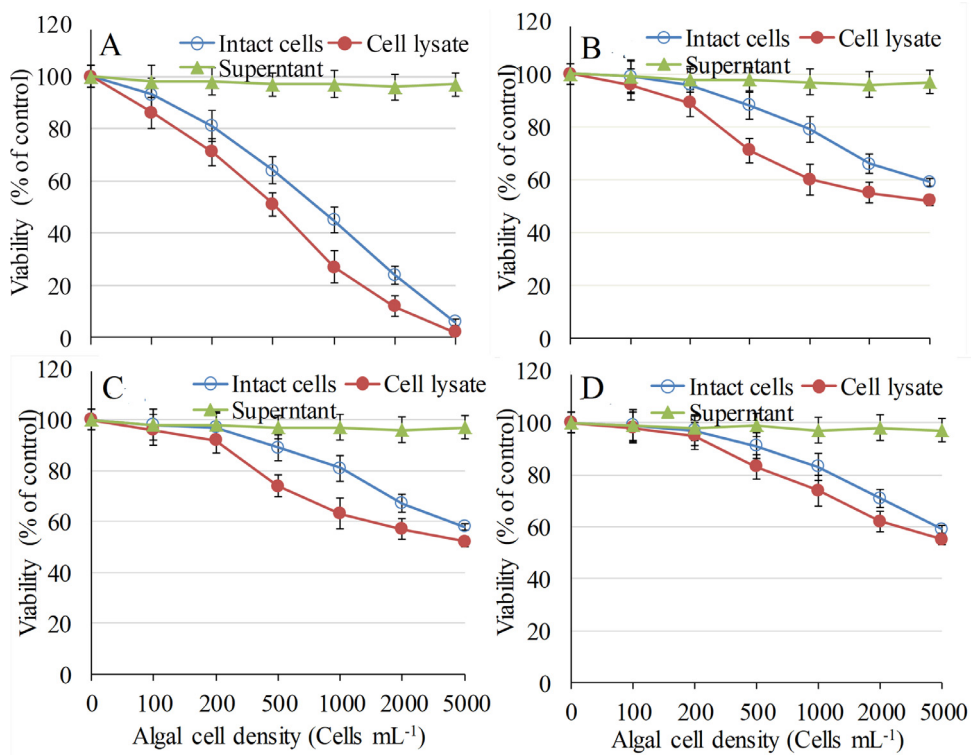 A
Intact cells
Cell lysate
Superntant
Viability (% of control)
120
100
80
60
40
20
0
B
Intact cells
Cell lysate
Superntant
Viability (% of control)
120
100
80
60
40
20
0
C
Intact cells
Cell lysate
Superntant
Viability (% of control)
120
100
80
60
40
20
0
0 100 200 500 1000 2000 5000
Algal cell density (Cells mL-1)
D
Intact cells
Cell lysate
Superntant
Viability (% of control)
120
100
80
60
40
20
0
0 100 200 500 1000 2000 5000
Algal cell density (Cells mL-1)